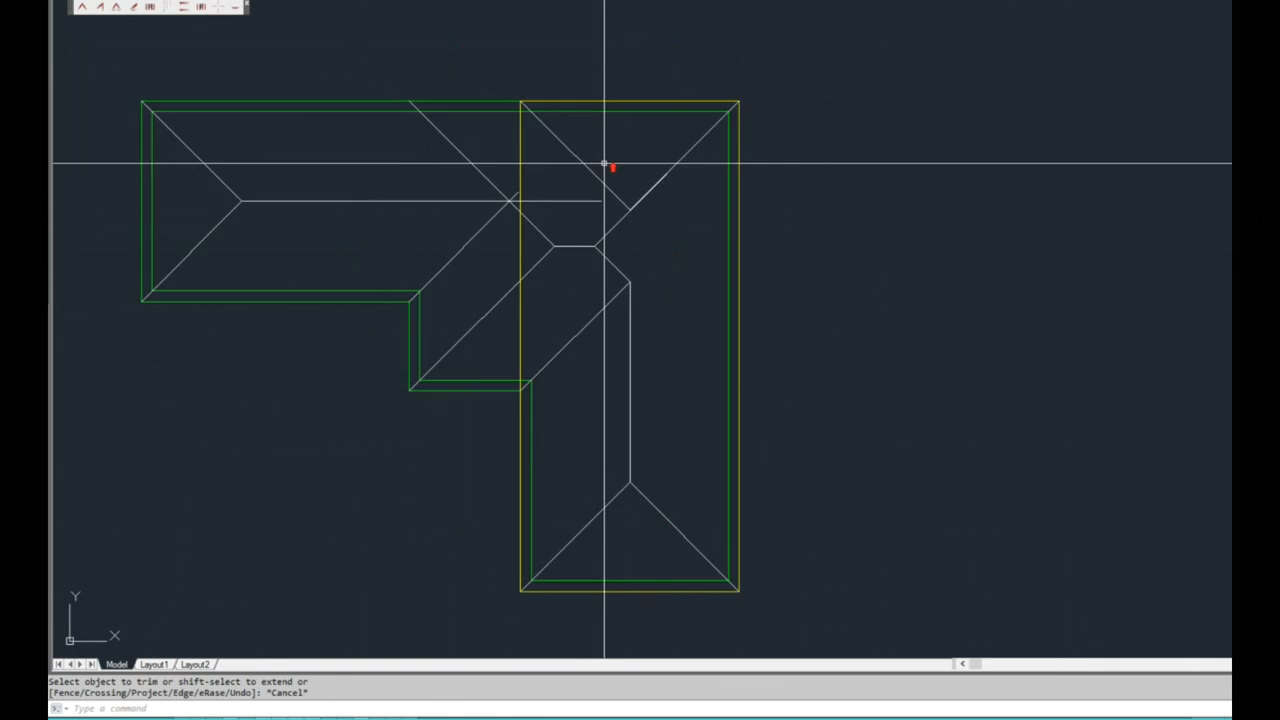 Y
X
Model Layout1 Layout2
Select object to trim or shift-select to extend or
[Fence/Crossing/Project/Edge/eRase/Undo]: *Cancel*
Type a command